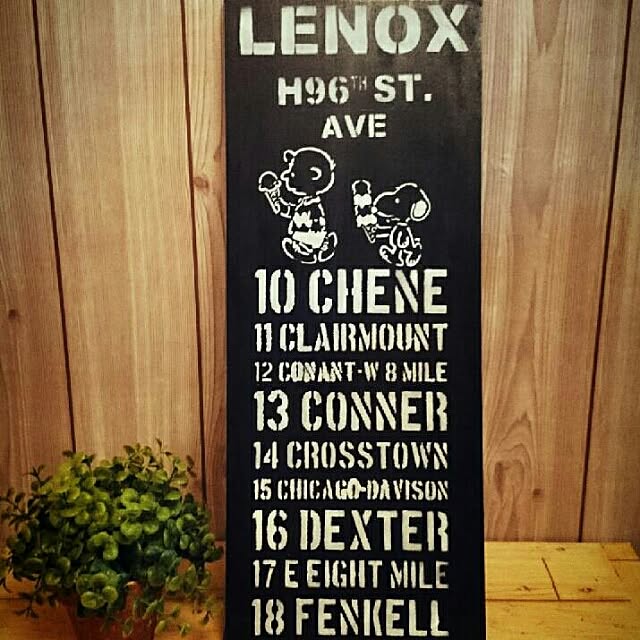 LENOX
H96TH ST.
AVE
10 CHENE
11 CLAIRMOUNT
12 CONANT-W 8 MILE
13 CONNER
14 CROSSTOWN
15 CHICAGO-DAVISON
16 DEXTER
17 E EIGHT MILE
18 FENKELL